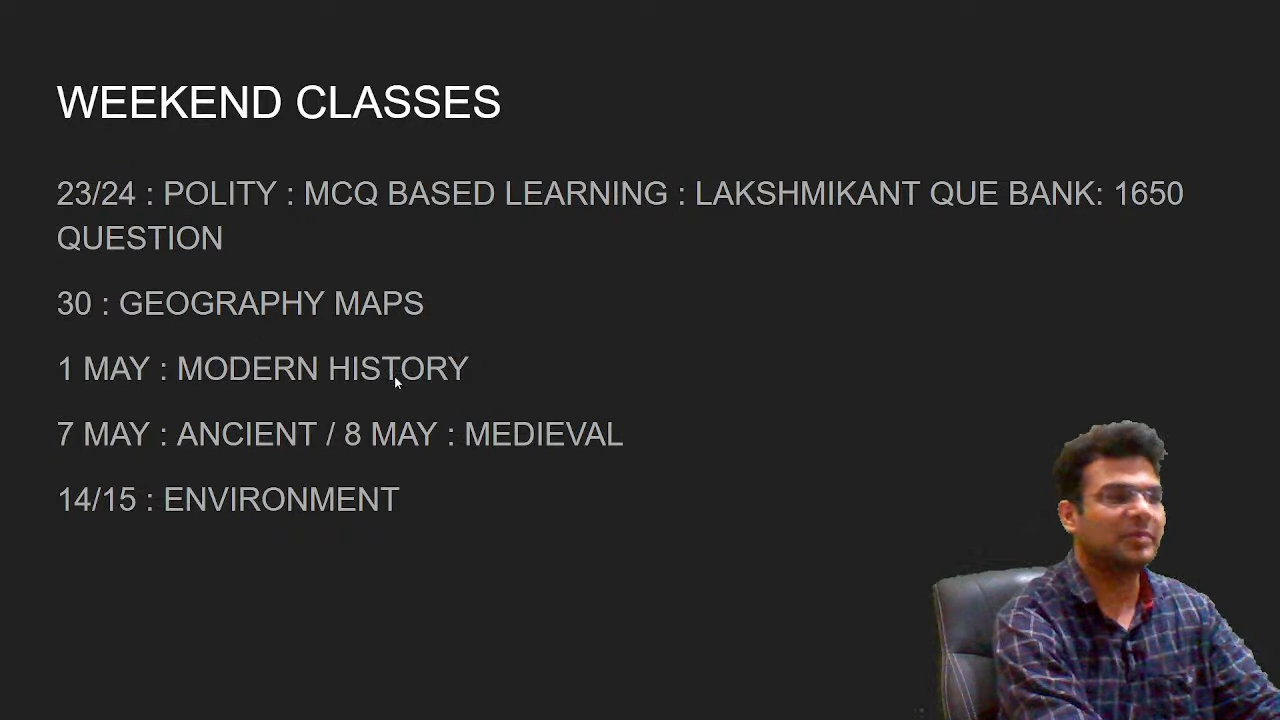 WEEKEND CLASSES
23/24 : POLITY : MCQ BASED LEARNING : LAKSHMIKANT QUE BANK: 1650
QUESTION
30 : GEOGRAPHY MAPS
1 MAY : MODERN HISTORY
7 MAY : ANCIENT / 8 MAY : MEDIEVAL
14/15 : ENVIRONMENT